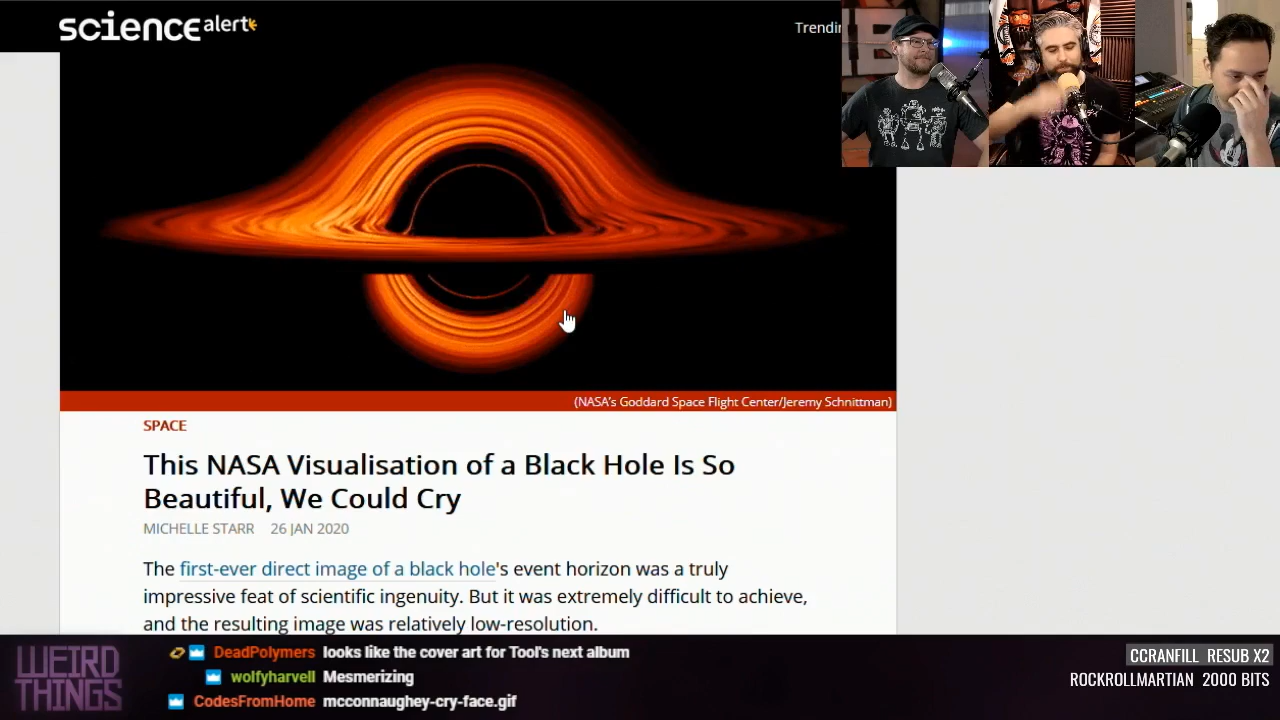 sciencealert
Trendin
(NASA's Goddard Space Flight Center/Jeremy Schnittman)
SPACE
This NASA Visualisation of a Black Hole Is So
Beautiful, We Could Cry
MICHELLE STARR 26 JAN 2020
The first-ever direct image of a black hole's event horizon was a truly
impressive feat of scientific ingenuity. But it was extremely difficult to achieve,
and the resulting image was relatively low-resolution.
WEIRD
THINGS
DeadPolymers looks like the cover art for Tool's next album
wolfyharvell Mesmerizing
CodesFromHome mcconnaughey-cry-face.gif
CCRANFILL RESUB X2
ROCKROLLMARTIAN 2000 BITS